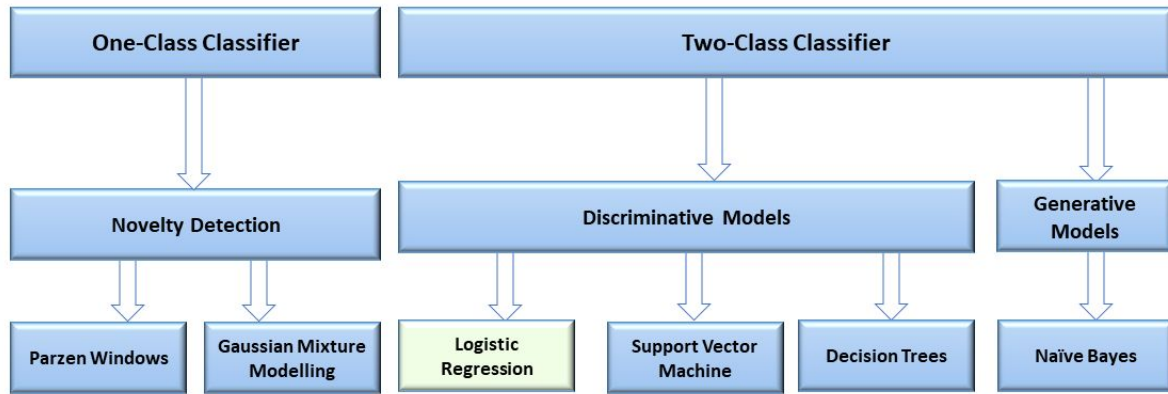 One-Class Classifier
Two-Class Classifier
Novelty Detection
Discriminative Models
Generative
Models
Parzen Windows
Gaussian Mixture
Modelling
Logistic
Regression
Support Vector
Machine
Decision Trees
Naïve Bayes